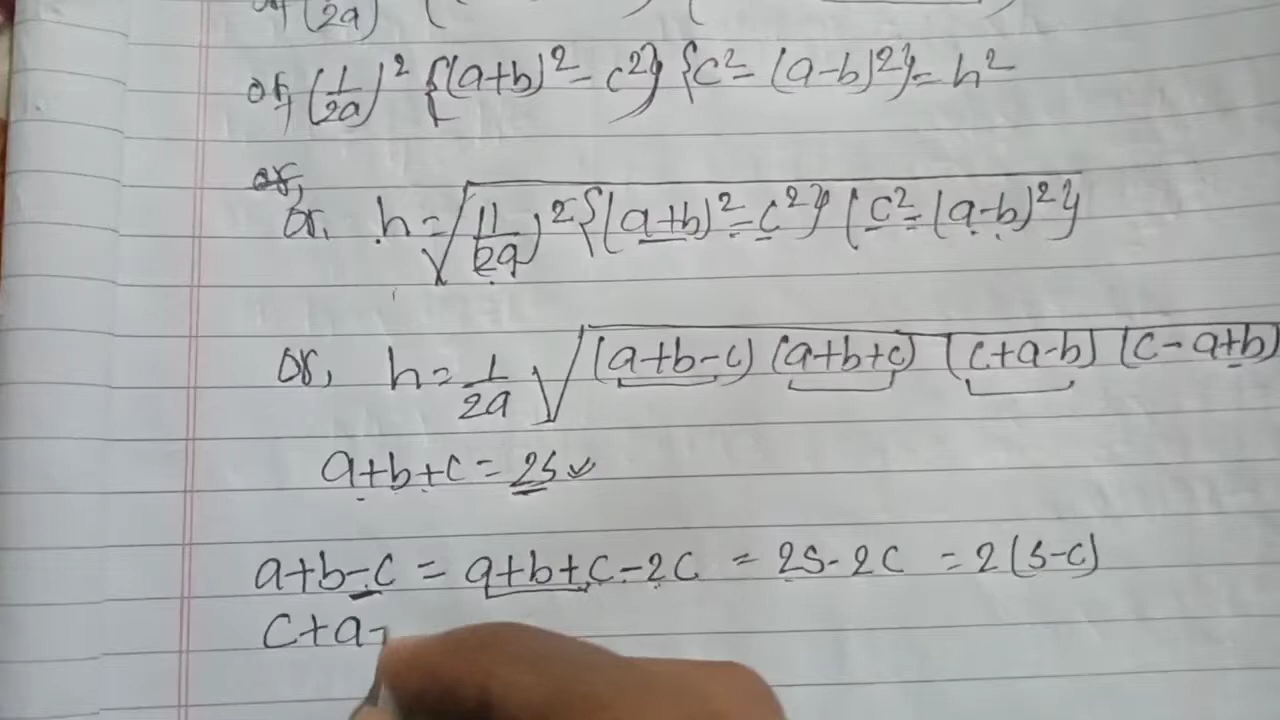 (2a)
or, (1/2a)² {(a+b)² - c²} {c² - (a-b)²} = h²
or,
or, h = √(1/2a)² {(a+b)² - c²} {c² - (a-b)²}
or, h = 1/2a √(a+b-c) (a+b+c) (c+a-b) (c-a+b)
a+b+c = 2s
a+b-c = a+b+c-2c = 2s-2c = 2(s-c)
c+a-